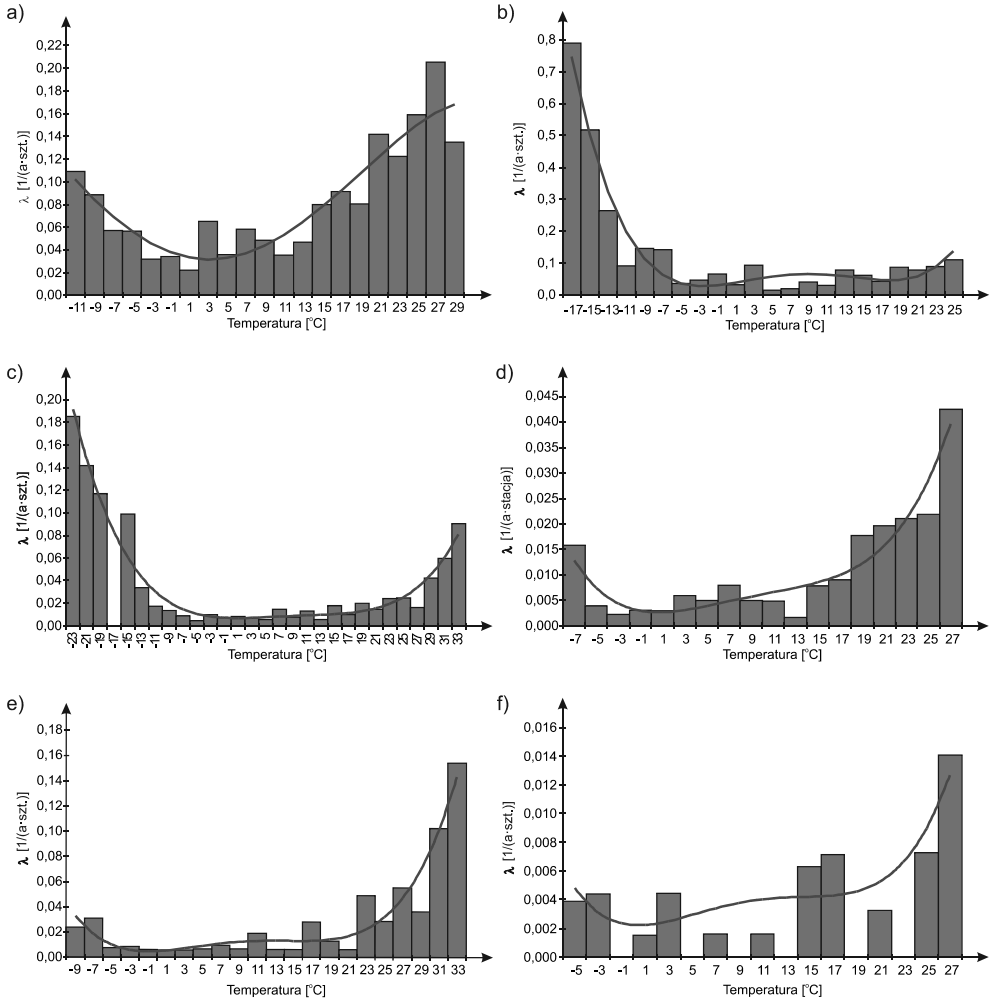 a)
0,22
0,20
0,18
0,16
0,14
0,12
0,10
0,08
0,06
0,04
0,02
0,00
λ [1/(a·szt.)]
-11 -9 -7 -5 -3 -1 1 3 5 7 9 11 13 15 17 19 21 23 25 27 29
Temperatura [°C]
b)
0,8
0,7
0,6
0,5
0,4
0,3
0,2
0,1
0,0
λ [1/(a·szt.)]
-17 -15 -13 -11 -9 -7 -5 -3 -1 1 3 5 7 9 11 13 15 17 19 21 23 25
Temperatura [°C]
c)
0,20
0,18
0,16
0,14
0,12
0,10
0,08
0,06
0,04
0,02
0,00
λ [1/(a·szt.)]
-23 -21 -19 -17 -15 -13 -11 -9 -7 -5 -3 -1 1 3 5 7 9 11 13 15 17 19 21 23 25 27 29 31 33
Temperatura [°C]
d)
0,045
0,040
0,035
0,030
0,025
0,020
0,015
0,010
0,005
0,000
λ [1/(a·stacja)]
-7 -5 -3 -1 1 3 5 7 9 11 13 15 17 19 21 23 25 27
Temperatura [°C]
e)
0,18
0,16
0,14
0,12
0,10
0,08
0,06
0,04
0,02
0,00
λ [1/(a·szt.)]
-9 -7 -5 -3 -1 1 3 5 7 9 11 13 15 17 19 21 23 25 27 29 31 33
Temperatura [°C]
f)
0,016
0,014
0,012
0,010
0,008
0,006
0,004
0,002
0,000
λ [1/(a·szt.)]
-5 -3 -1 1 3 5 7 9 11 13 15 17 19 21 23 25 27
Temperatura [°C]